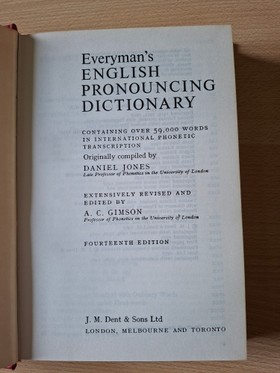 Everyman's
ENGLISH
PRONOUNCING
DICTIONARY
CONTAINING OVER 59,000 WORDS
IN INTERNATIONAL PHONETIC
TRANSCRIPTION
Originally compiled by
DANIEL JONES
Late Professor of Phonetics in the University of London
EXTENSIVELY REVISED AND
EDITED BY
A. C. GIMSON
Professor of Phonetics in the University of London
FOURTEENTH EDITION
J. M. Dent & Sons Ltd
LONDON, MELBOURNE AND TORONTO